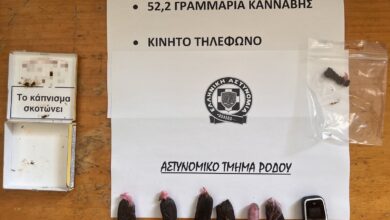 • 52,2 ΓΡΑΜΜΑΡΙΑ ΚΑΝΝΑΒΗΣ
• ΚΙΝΗΤΟ ΤΗΛΕΦΩΝΟ
Το κάπνισμα
σκοτώνει
ΕΛΛΗΝΙΚΗ ΑΣΤΥΝΟΜΙΑ
ΑΣΤΥΝΟΜΙΚΟ ΤΜΗΜΑ ΡΟΔΟΥ